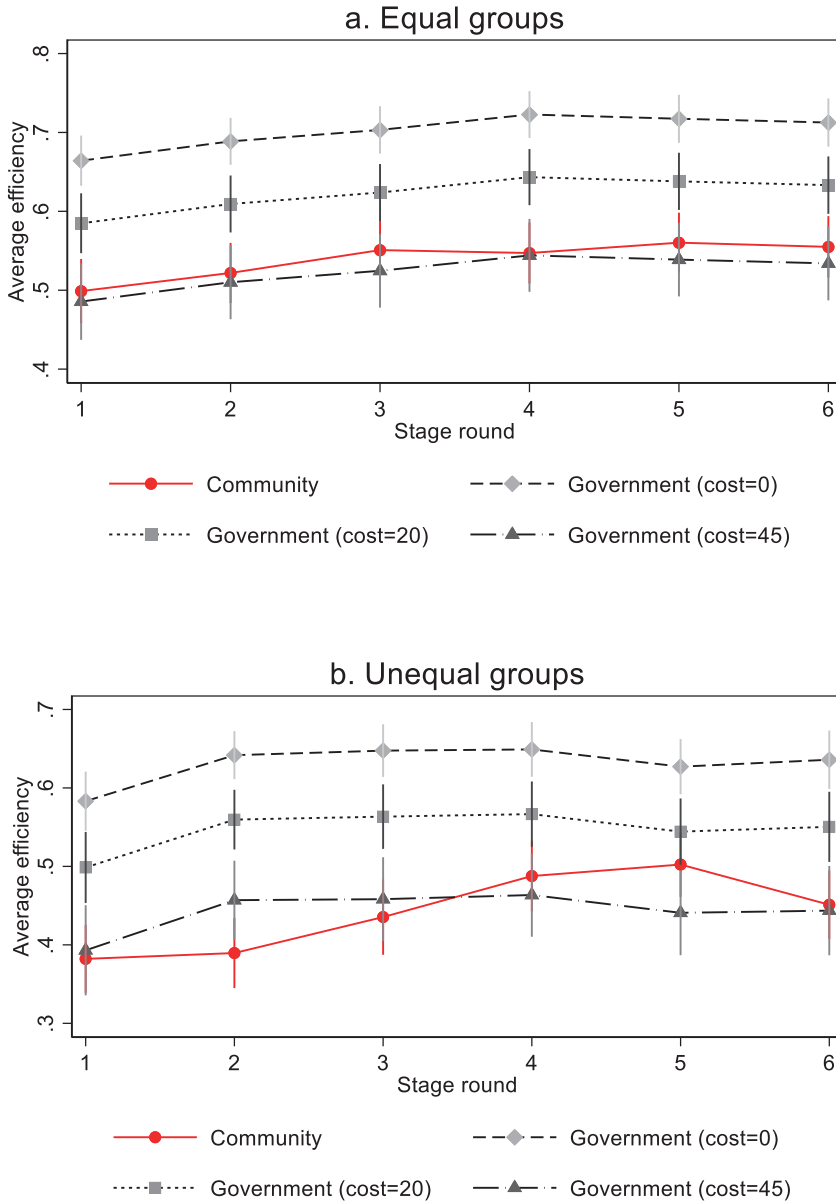 a. Equal groups
Average efficiency
.8
.7
.6
.5
.4
1 2 3 4 5 6
Stage round
Community
Government (cost=0)
Government (cost=20)
Government (cost=45)
b. Unequal groups
Average efficiency
.7
.6
.5
.4
.3
1 2 3 4 5 6
Stage round
Community
Government (cost=0)
Government (cost=20)
Government (cost=45)